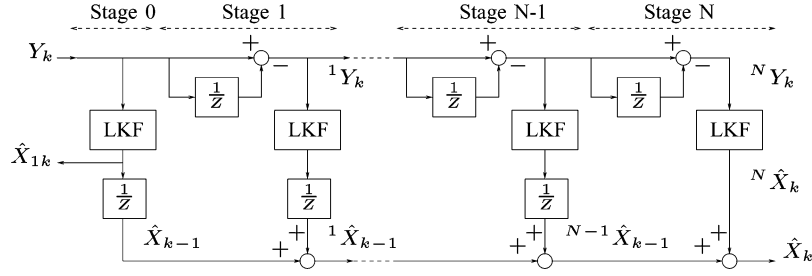 Stage 0 Stage 1 Stage N-1 Stage N
Y_k + − ^1Y_k + − + − ^NY_k
1/Z 1/Z 1/Z
LKF LKF LKF LKF
X̂_{1k}
^NX̂_k
1/Z 1/Z 1/Z
X̂_{k−1} + + ^1X̂_{k−1} + + ^{N−1}X̂_{k−1} + + X̂_k